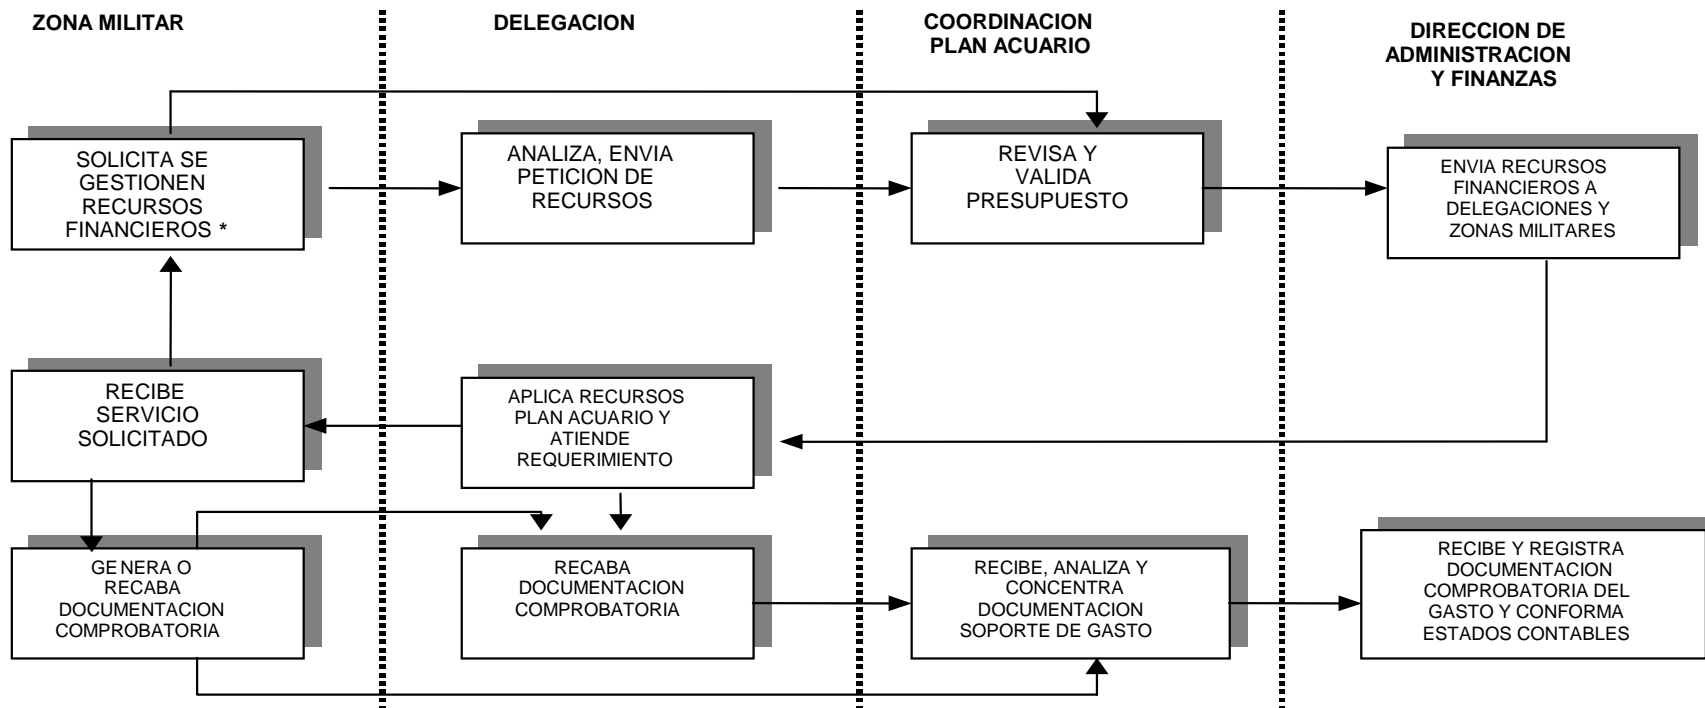 ZONA MILITAR
DELEGACION
COORDINACION
PLAN ACUARIO
DIRECCION DE
ADMINISTRACION
Y FINANZAS
SOLICITA SE
GESTIONEN
RECURSOS
FINANCIEROS *
ANALIZA, ENVIA
PETICION DE
RECURSOS
REVISA Y
VALIDA
PRESUPUESTO
ENVIA RECURSOS
FINANCIEROS A
DELEGACIONES Y
ZONAS MILITARES
RECIBE
SERVICIO
SOLICITADO
APLICA RECURSOS
PLAN ACUARIO Y
ATIENDE
REQUERIMIENTO
GENERA O
RECABA
DOCUMENTACION
COMPROBATORIA
RECABA
DOCUMENTACION
COMPROBATORIA
RECIBE, ANALIZA Y
CONCENTRA
DOCUMENTACION
SOPORTE DE GASTO
RECIBE Y REGISTRA
DOCUMENTACION
COMPROBATORIA DEL
GASTO Y CONFORMA
ESTADOS CONTABLES